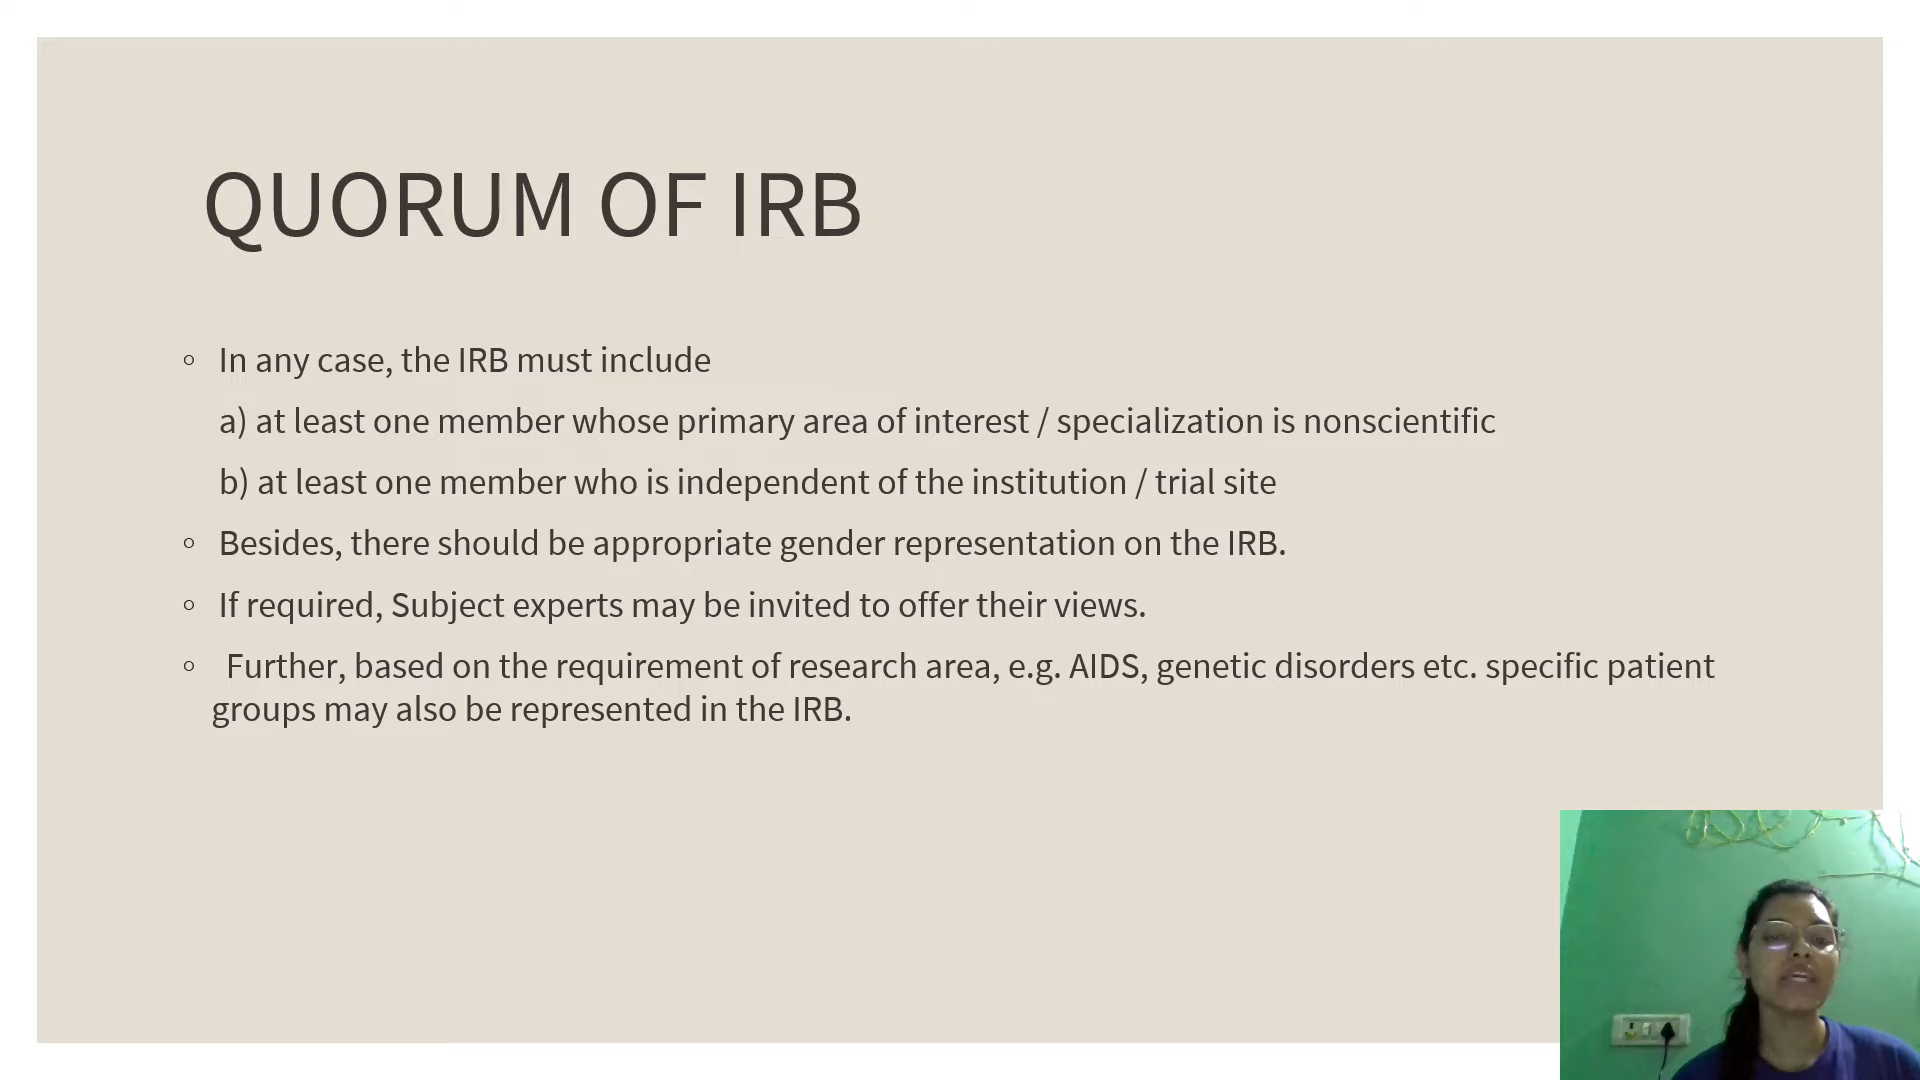 QUORUM OF IRB
◦ In any case, the IRB must include
a) at least one member whose primary area of interest / specialization is nonscientific
b) at least one member who is independent of the institution / trial site
◦ Besides, there should be appropriate gender representation on the IRB.
◦ If required, Subject experts may be invited to offer their views.
◦ Further, based on the requirement of research area, e.g. AIDS, genetic disorders etc. specific patient
groups may also be represented in the IRB.